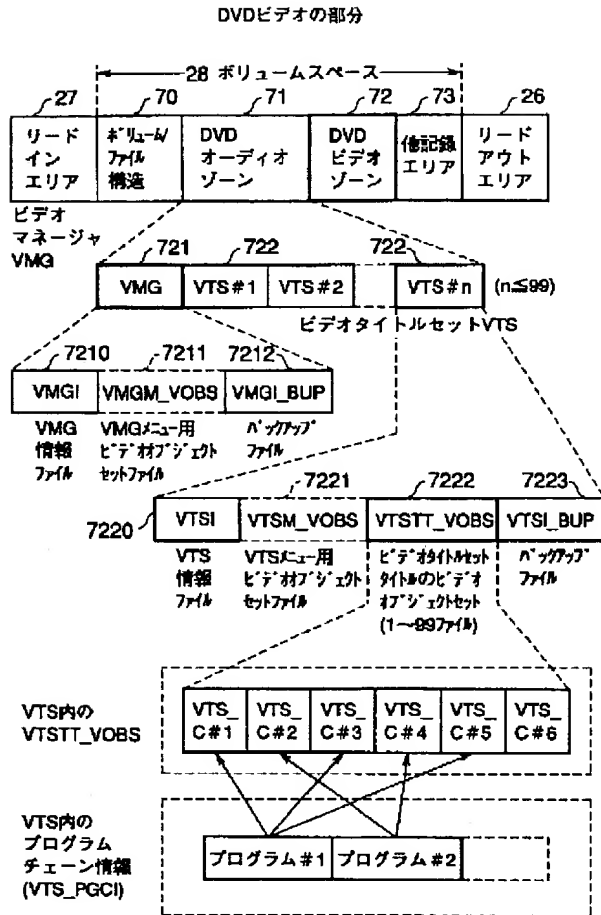 DVDビデオの部分
28 ボリュームスペース
27 70 71 72 73 26
リード
イン
エリア
ボリューム/
ファイル
構造
DVD
オーディオ
ゾーン
DVD
ビデオ
ゾーン
他記録
エリア
リード
アウト
エリア
ビデオ
マネージャ
VMG
721 722 722
VMG VTS#1 VTS#2 VTS#n (n≦99)
ビデオタイトルセットVTS
7210 7211 7212
VMGI VMGM_VOBS VMGI_BUP
VMG
情報
ファイル
VMGメニュー用
ビデオオブジェクト
セットファイル
バックアップ
ファイル
7221 7222 7223
7220 VTSI VTSM_VOBS VTSTT_VOBS VTSI_BUP
VTS
情報
ファイル
VTSメニュー用
ビデオオブジェクト
セットファイル
ビデオタイトルセット
タイトルのビデオ
オブジェクトセット
(1〜99ファイル)
バックアップ
ファイル
VTS内の
VTSTT_VOBS
VTS_
C#1
VTS_
C#2
VTS_
C#3
VTS_
C#4
VTS_
C#5
VTS_
C#6
VTS内の
プログラム
チェーン情報
(VTS_PGCI)
プログラム#1 プログラム#2